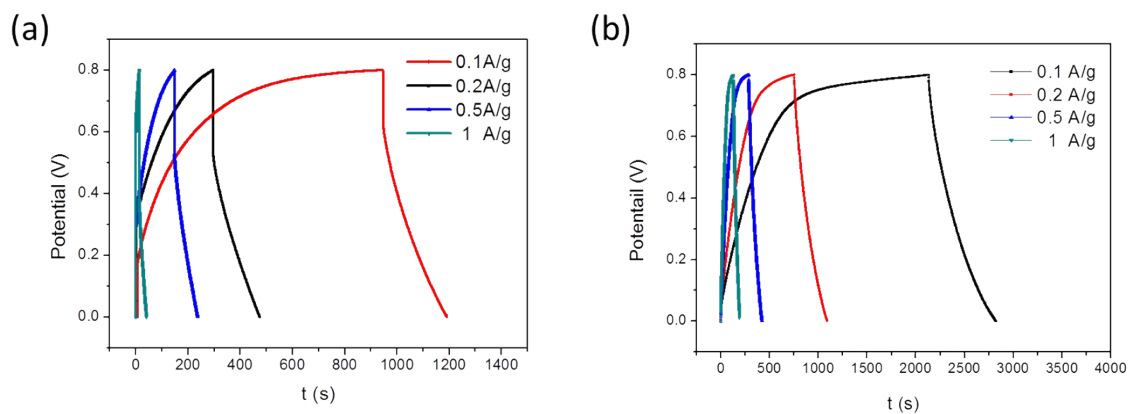 (a)
0.1A/g
0.2A/g
0.5A/g
1 A/g
0.8
0.6
0.4
0.2
0.0
Potential (V)
0 200 400 600 800 1000 1200 1400
t (s)
(b)
0.1 A/g
0.2 A/g
0.5 A/g
1 A/g
0.8
0.6
0.4
0.2
0.0
Potentail (V)
0 500 1000 1500 2000 2500 3000 3500 4000
t (s)